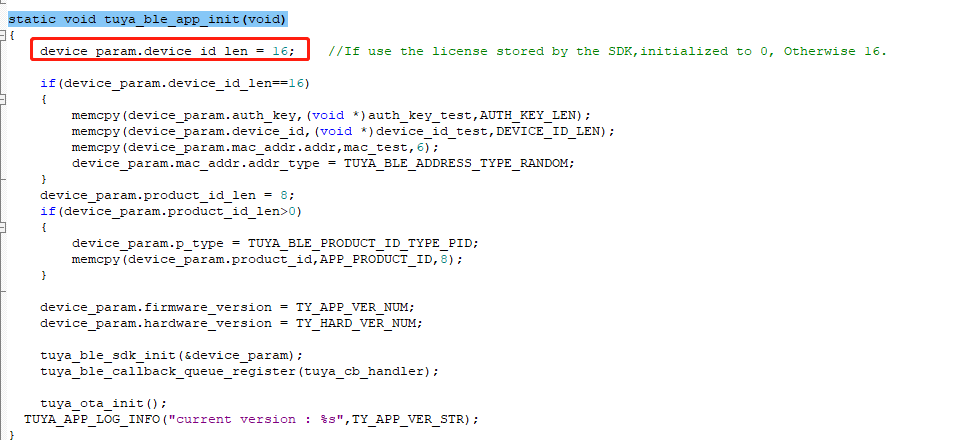 static void tuya_ble_app_init(void)
{
device_param.device_id_len = 16;    //If use the license stored by the SDK,initialized to 0, Otherwise 16.
if(device_param.device_id_len==16)
{
memcpy(device_param.auth_key,(void *)auth_key_test,AUTH_KEY_LEN);
memcpy(device_param.device_id,(void *)device_id_test,DEVICE_ID_LEN);
memcpy(device_param.mac_addr.addr,mac_test,6);
device_param.mac_addr.addr_type = TUYA_BLE_ADDRESS_TYPE_RANDOM;
}
device_param.product_id_len = 8;
if(device_param.product_id_len>0)
{
device_param.p_type = TUYA_BLE_PRODUCT_ID_TYPE_PID;
memcpy(device_param.product_id,APP_PRODUCT_ID,8);
}
device_param.firmware_version = TY_APP_VER_NUM;
device_param.hardware_version = TY_HARD_VER_NUM;
tuya_ble_sdk_init(&device_param);
tuya_ble_callback_queue_register(tuya_cb_handler);
tuya_ota_init();
TUYA_APP_LOG_INFO("current version : %s",TY_APP_VER_STR);
}